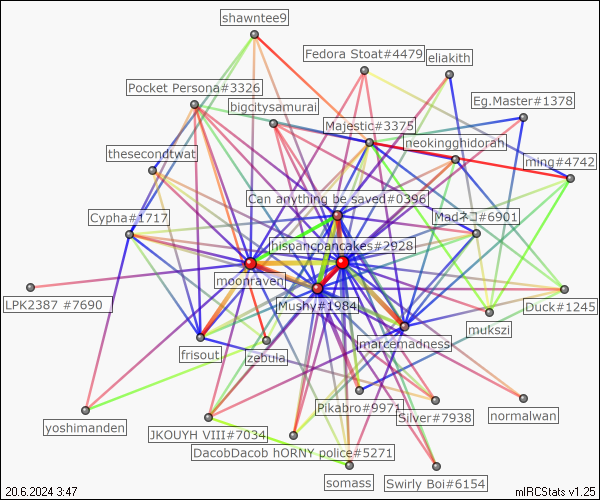 shawntee9
Fedora Stoat#4479
eliakith
Pocket Persona#3326
bigcitysamurai
Eg.Master#1378
Majestic#3375
neokingghidorah
thesecondtwat
ming#4742
Can anything be saved#0396
Cypha#1717
Madネコ#6901
hispancpancakes#2928
moonraven
LPK2387 #7690
Mushy#1984
Duck#1245
mukszi
marcemadness
frisout
zebula
Pikabro#9971
Silver#7938
normalwan
yoshimanden
JKOUYH VIII#7034
DacobDacob hORNY police#5271
somass
Swirly Boi#6154
20.6.2024 3:47
mIRCStats v1.25